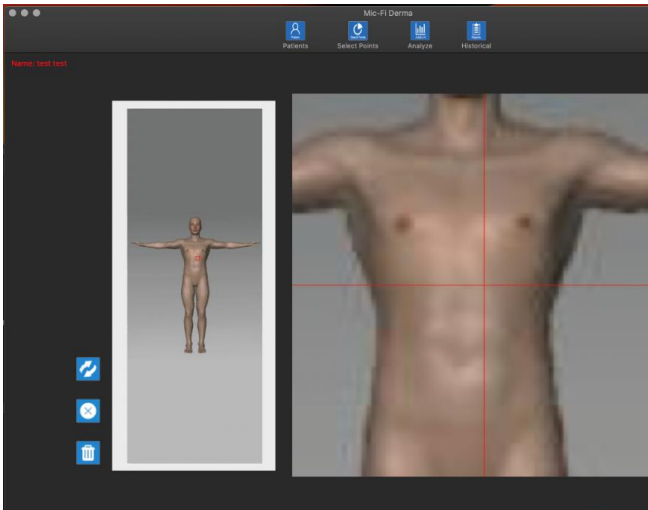 Mic-Fi Derma
Patients
Select Points
Analyze
Historical
Name: test test